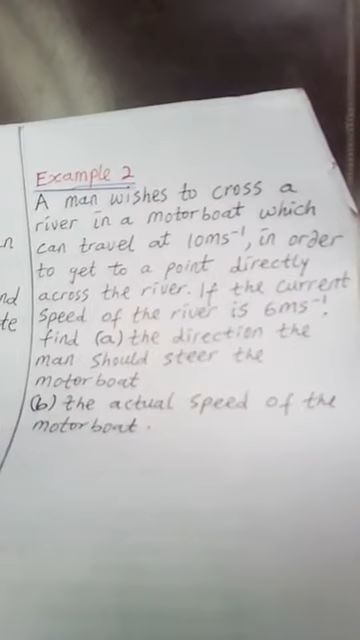 Example 2
A man wishes to cross a
river in a motorboat which
can travel at 10ms⁻¹, in order
to get to a point directly
across the river. If the current
speed of the river is 6ms⁻¹.
find (a) the direction the
man should steer the
motorboat
(b) the actual speed of the
motorboat.
n
nd
te